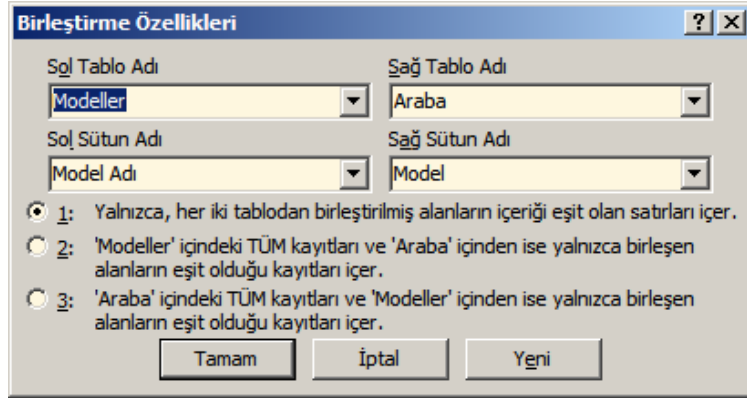 Birleştirme Özellikleri
Sol Tablo Adı
Sağ Tablo Adı
Modeller
Araba
Sol Sütun Adı
Sağ Sütun Adı
Model Adı
Model
1: Yalnızca, her iki tablodan birleştirilmiş alanların içeriği eşit olan satırları içer.
2: 'Modeller' içindeki TÜM kayıtları ve 'Araba' içinden ise yalnızca birleşen
alanların eşit olduğu kayıtları içer.
3: 'Araba' içindeki TÜM kayıtları ve 'Modeller' içinden ise yalnızca birleşen
alanların eşit olduğu kayıtları içer.
Tamam
İptal
Yeni